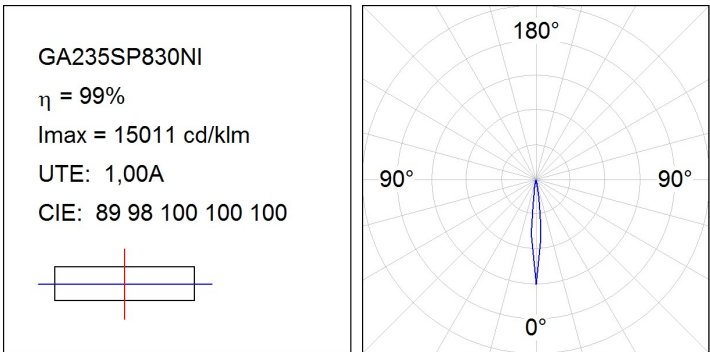 GA235SP830NI
η = 99%
Imax = 15011 cd/klm
UTE: 1,00A
CIE: 89 98 100 100 100
180°
90° 90°
0°